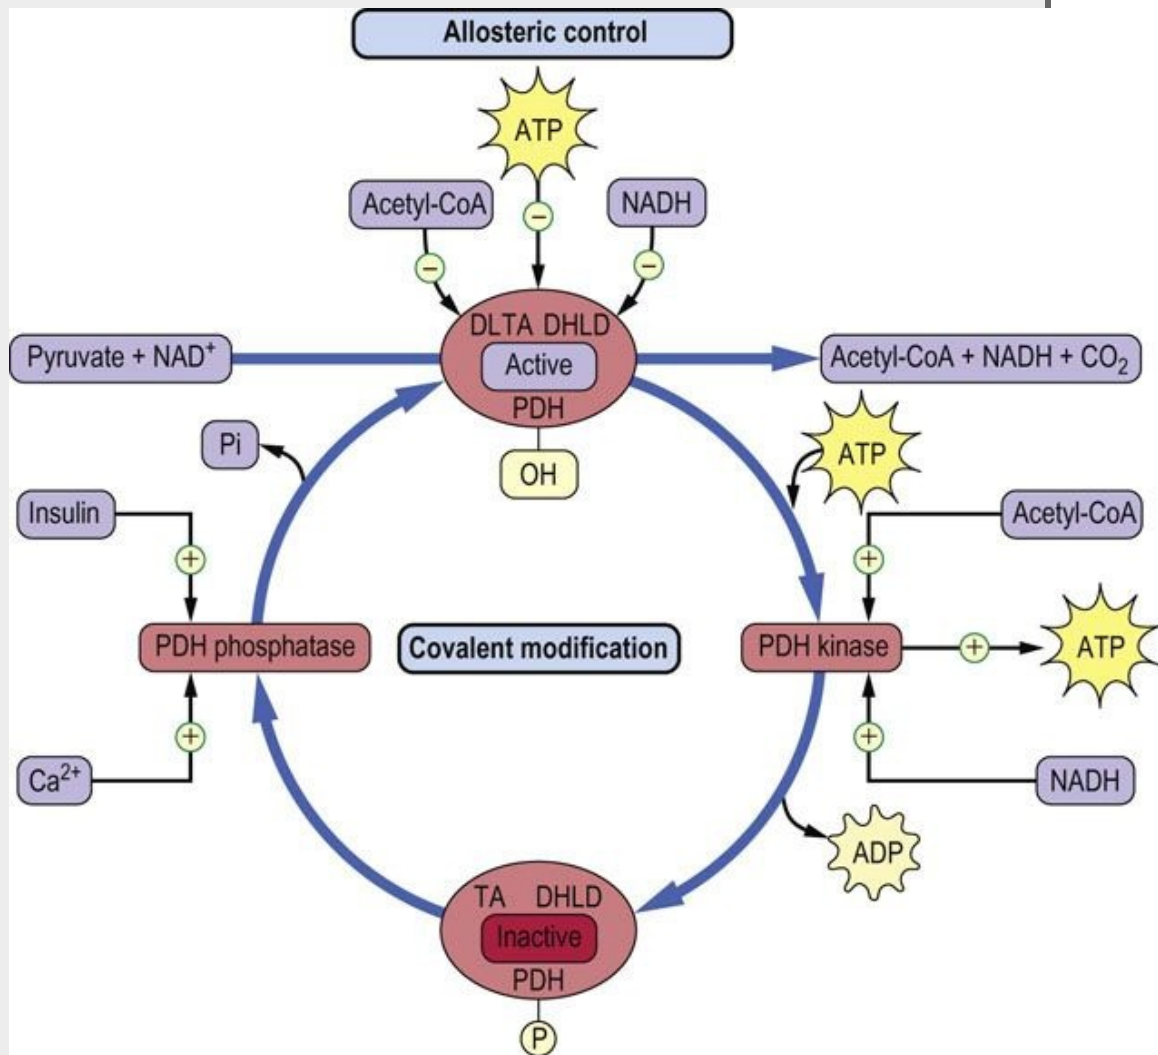 Allosteric control
ATP
Acetyl-CoA
NADH
−
−
−
DLTA DHLD
Pyruvate + NAD⁺
Active
Acetyl-CoA + NADH + CO₂
PDH
Pi
ATP
OH
Insulin
Acetyl-CoA
+
+
PDH phosphatase
Covalent modification
PDH kinase
+
ATP
+
+
Ca²⁺
NADH
ADP
TA DHLD
Inactive
PDH
P